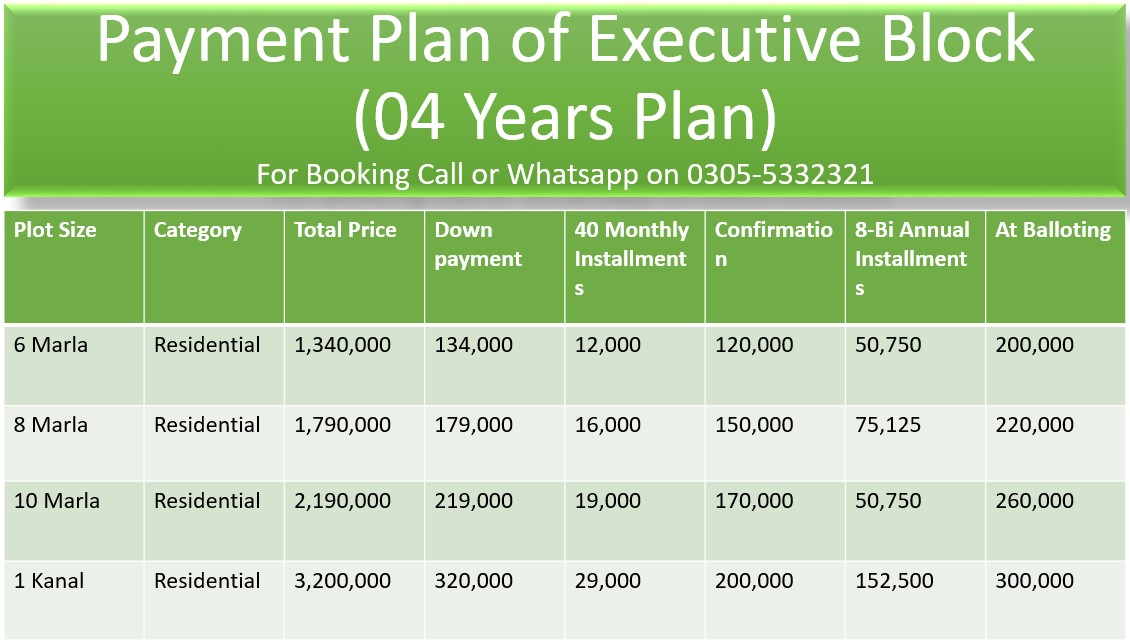 Payment Plan of Executive Block
(04 Years Plan)
For Booking Call or Whatsapp on 0305-5332321
Plot Size Category Total Price Down payment 40 Monthly Installments Confirmation 8-Bi Annual Installments At Balloting
6 Marla Residential 1,340,000 134,000 12,000 120,000 50,750 200,000
8 Marla Residential 1,790,000 179,000 16,000 150,000 75,125 220,000
10 Marla Residential 2,190,000 219,000 19,000 170,000 50,750 260,000
1 Kanal Residential 3,200,000 320,000 29,000 200,000 152,500 300,000